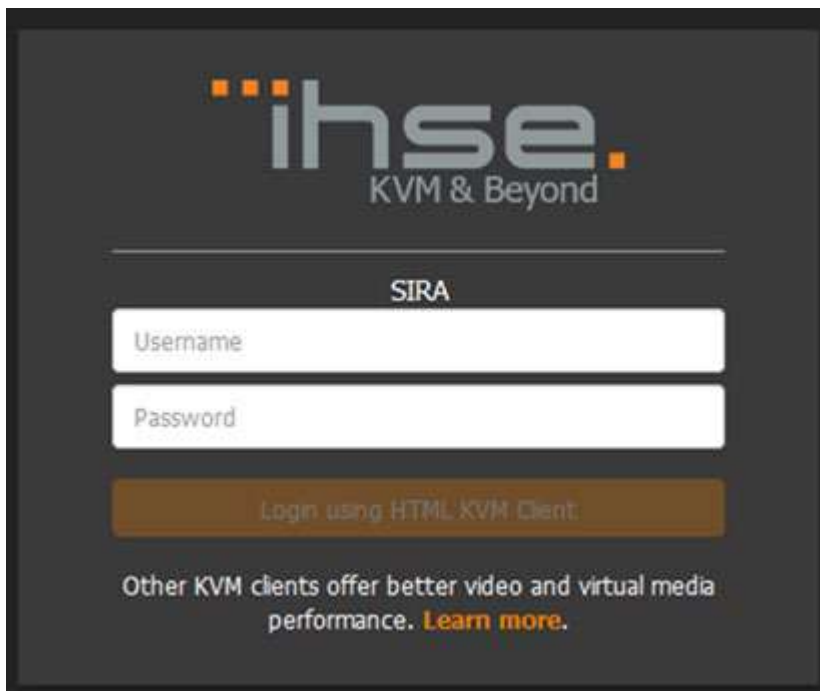 ihse.
KVM & Beyond
SIRA
Username
Password
Login using HTML KVM Client
Other KVM clients offer better video and virtual media
performance. Learn more.